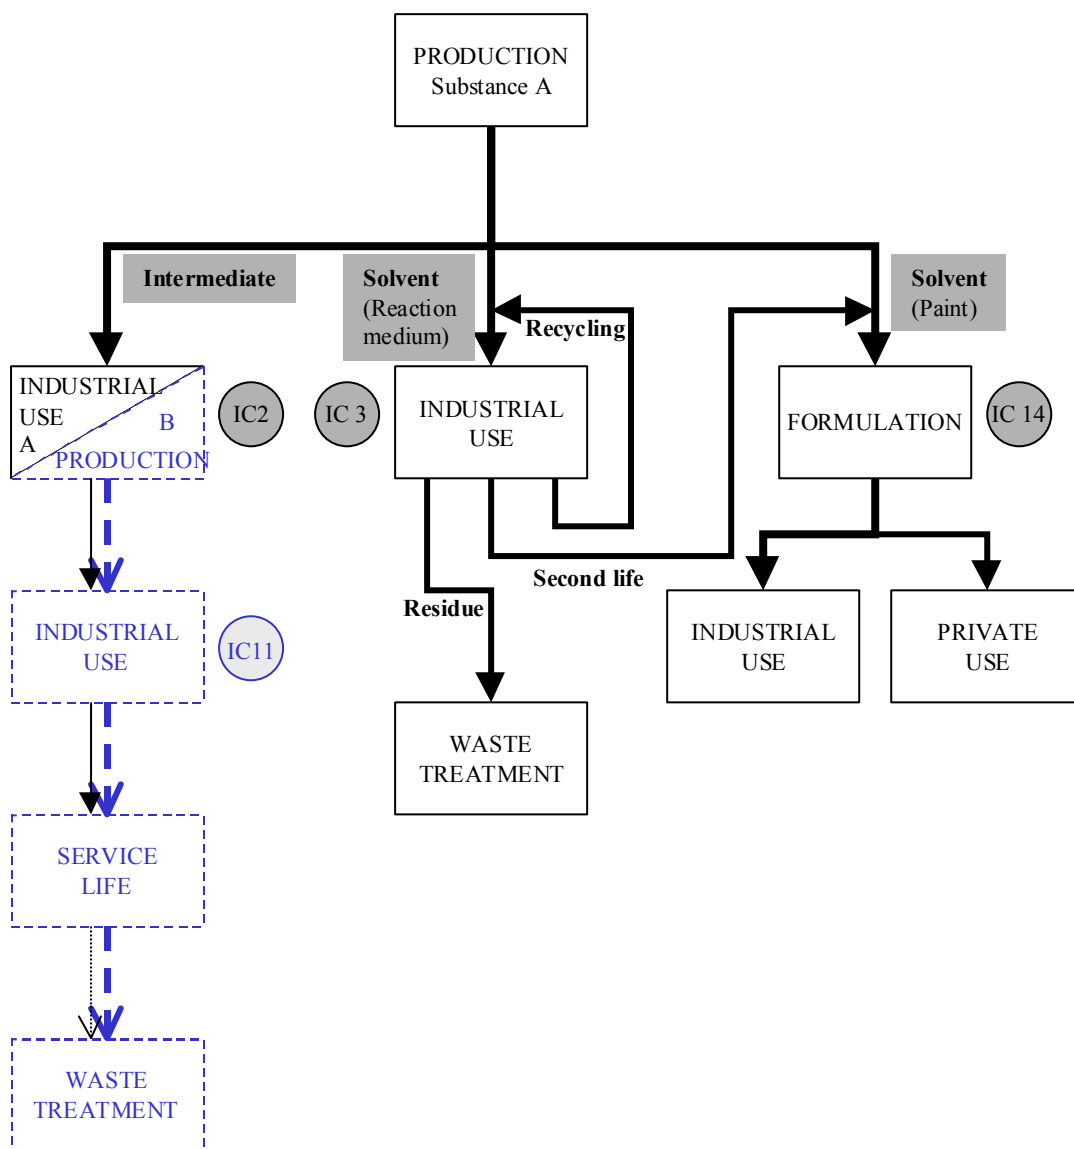 PRODUCTION
Substance A
Intermediate
Solvent
(Reaction
medium)
Recycling
Solvent
(Paint)
INDUSTRIAL
USE
A
B
PRODUCTION
IC2
IC 3
INDUSTRIAL
USE
FORMULATION
IC 14
Second life
Residue
INDUSTRIAL
USE
IC11
INDUSTRIAL
USE
PRIVATE
USE
WASTE
TREATMENT
SERVICE
LIFE
WASTE
TREATMENT